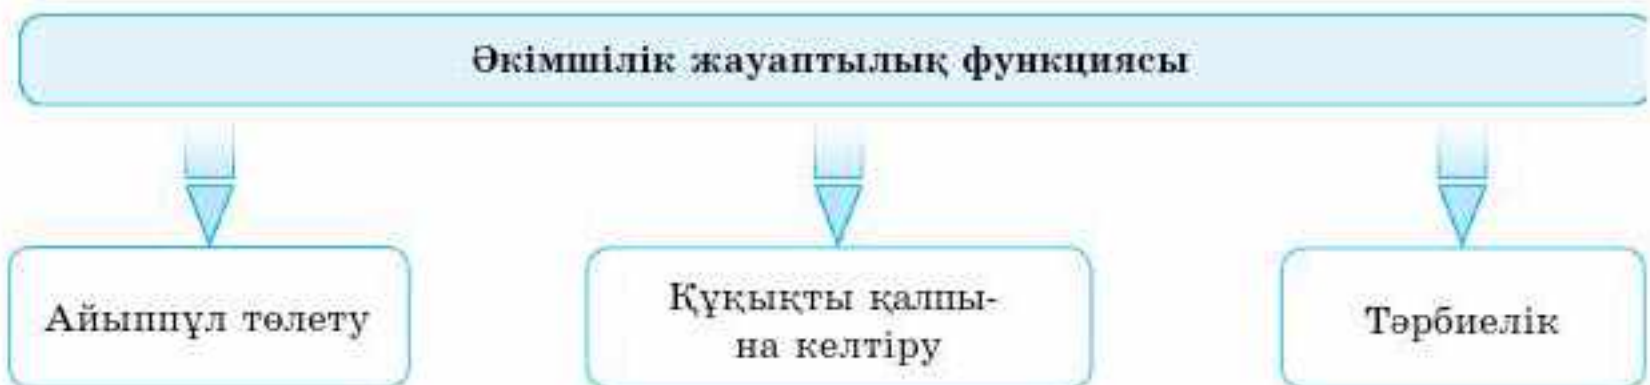 Әкімшілік жауаптылық функциясы
Айыппұл төлету
Құқықты қалпы-
на келтіру
Тәрбиелік